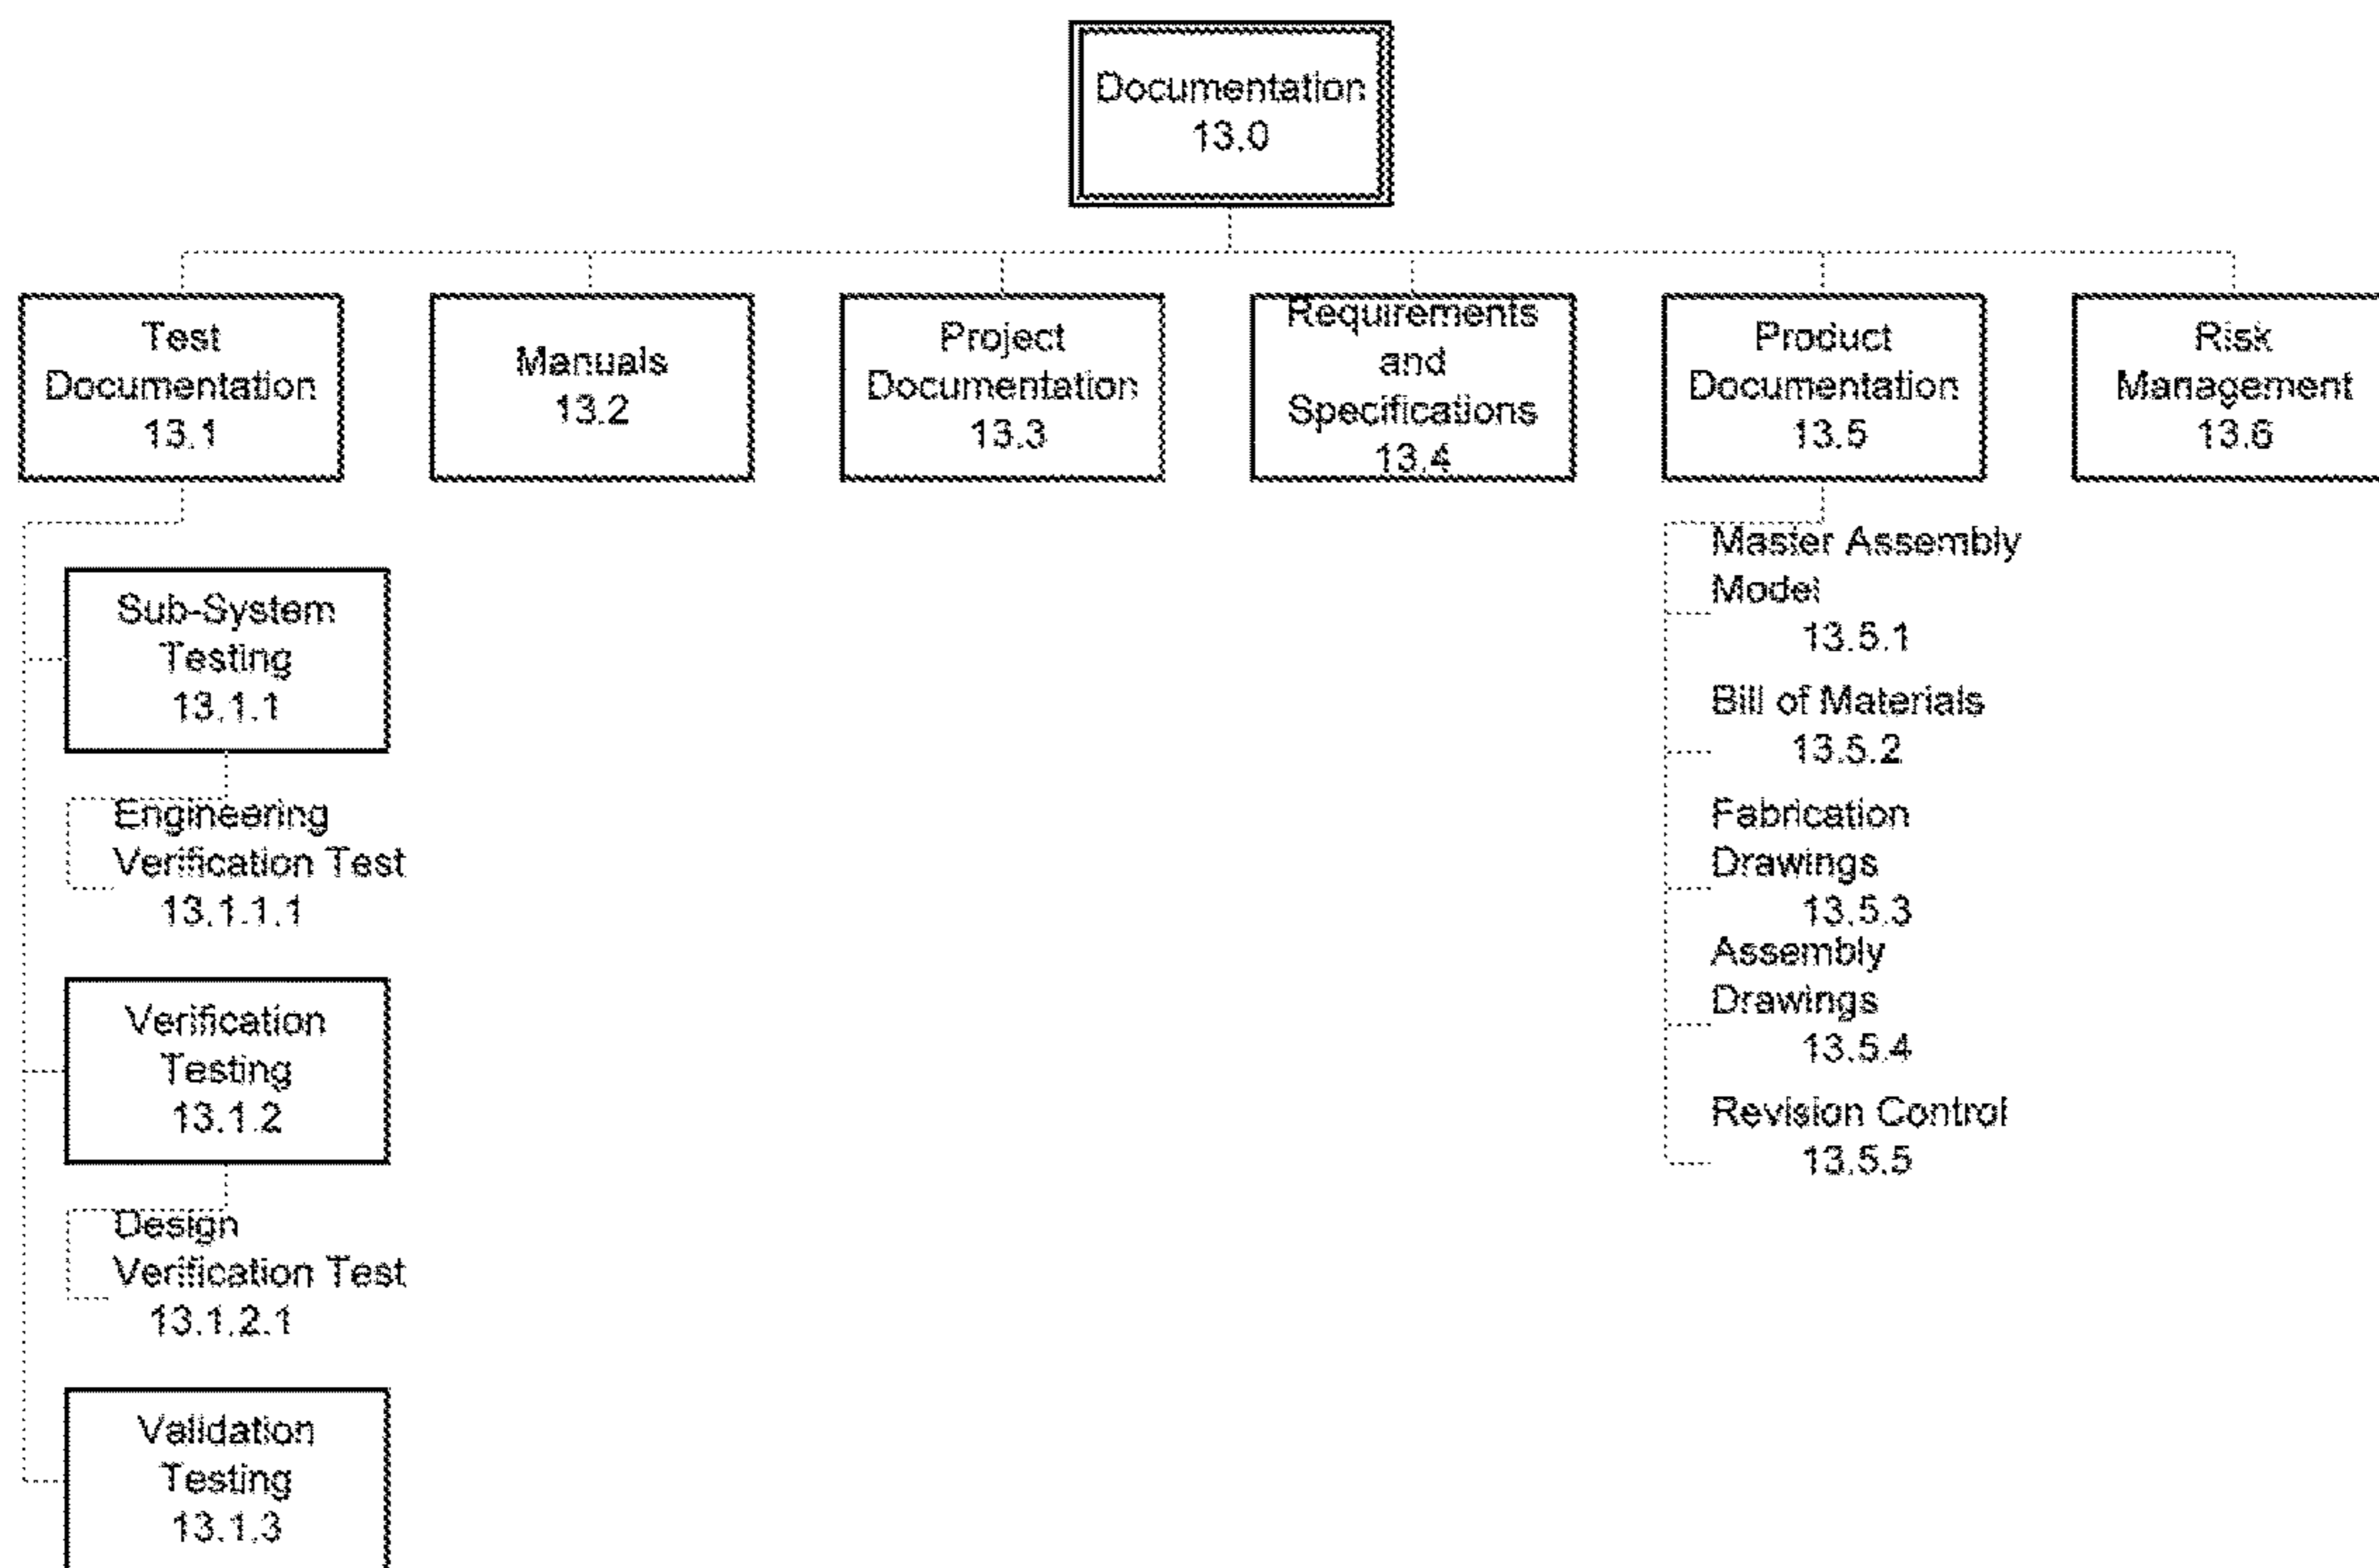 Documentation
13.0
Test
Documentation
13.1
Manuals
13.2
Project
Documentation
13.3
Requirements
and
Specifications
13.4
Product
Documentation
13.5
Risk
Management
13.6
Sub-System
Testing
13.1.1
Engineering
Verification Test
13.1.1.1
Verification
Testing
13.1.2
Design
Verification Test
13.1.2.1
Validation
Testing
13.1.3
Master Assembly
Model
13.5.1
Bill of Materials
13.5.2
Fabrication
Drawings
13.5.3
Assembly
Drawings
13.5.4
Revision Control
13.5.5